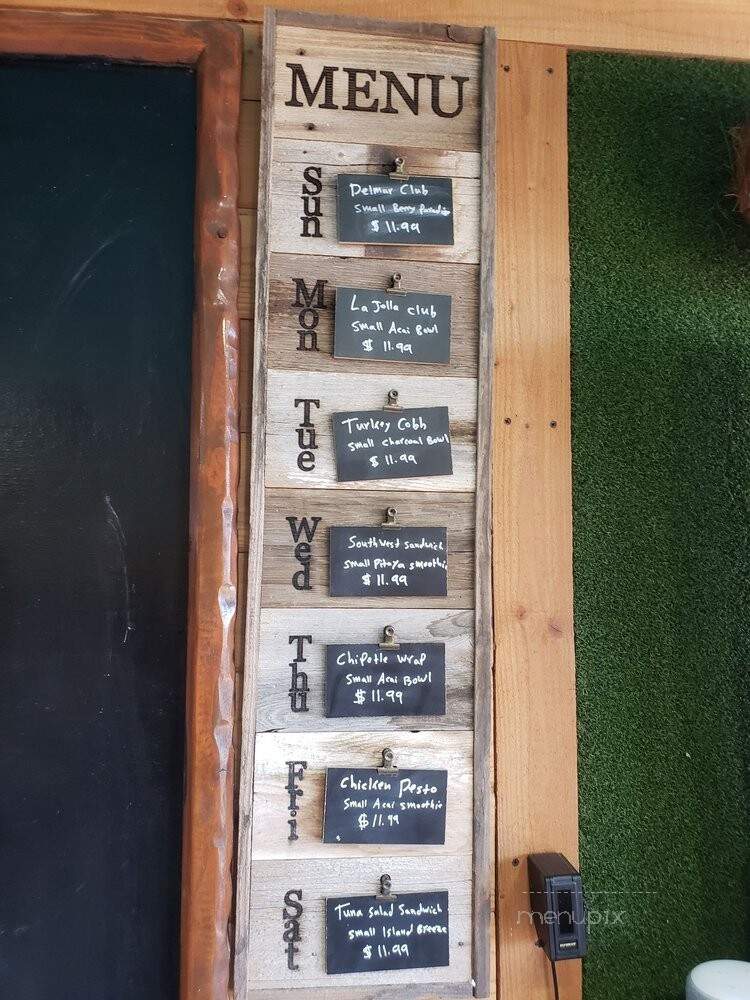 MENU
Sun
Delmar Club
Small Berry Paradise
$ 11.99
Mon
La Jolla club
Small Acai Bowl
$ 11.99
Tue
Turkey Cobb
Small Charcoal Bowl
$ 11.99
Wed
Southwest Sandwich
Small Pitaya smoothie
$ 11.99
Thu
Chipotle Wrap
Small Acai Bowl
$ 11.99
Fri
Chicken Pesto
Small Acai smoothie
$ 11.99
Sat
Tuna Salad Sandwich
Small Island Breeze
$ 11.99
menupix